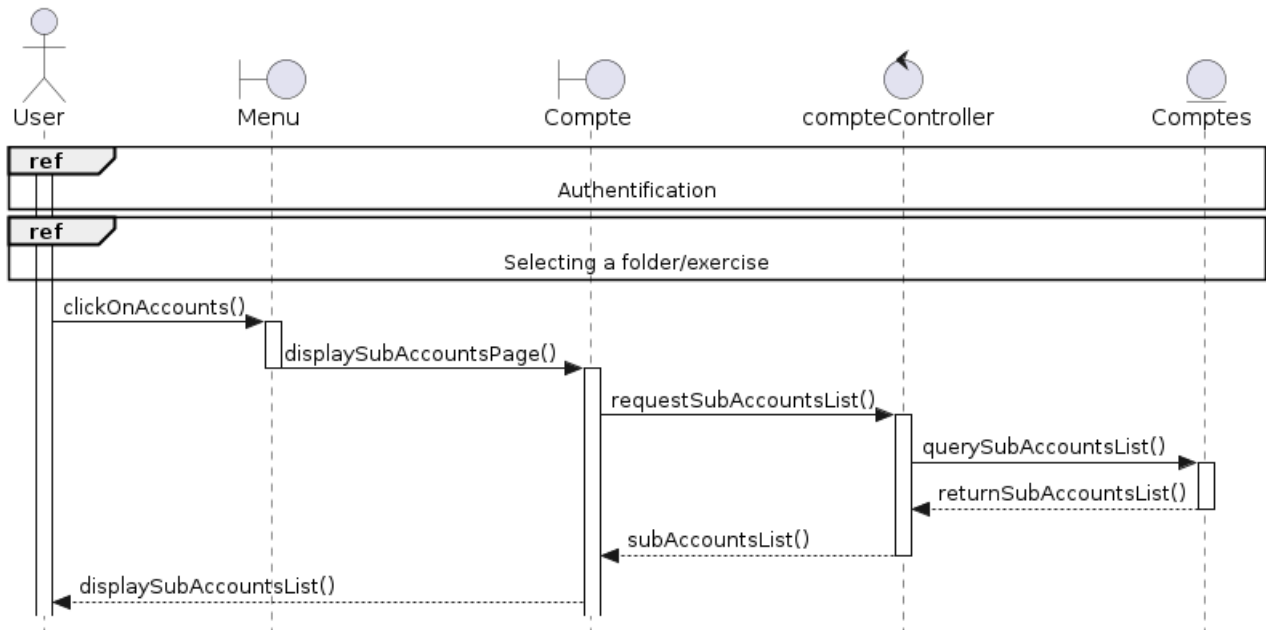 User
Menu
Compte
compteController
Comptes
ref
Authentification
ref
Selecting a folder/exercise
clickOnAccounts()
displaySubAccountsPage()
requestSubAccountsList()
querySubAccountsList()
returnSubAccountsList()
subAccountsList()
displaySubAccountsList()